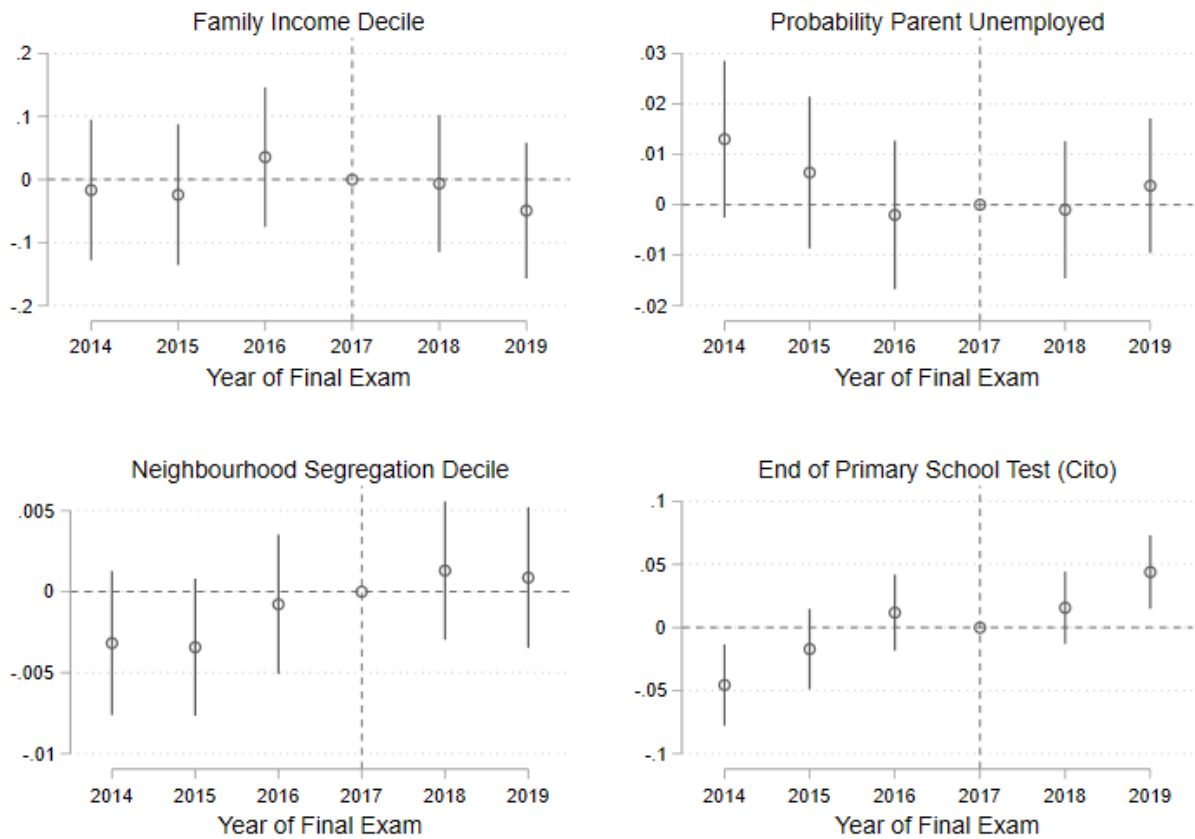 Family Income Decile
.2
.1
0
-.1
-.2
2014 2015 2016 2017 2018 2019
Year of Final Exam
Probability Parent Unemployed
.03
.02
.01
0
-.01
-.02
2014 2015 2016 2017 2018 2019
Year of Final Exam
Neighbourhood Segregation Decile
.005
0
-.005
-.01
2014 2015 2016 2017 2018 2019
Year of Final Exam
End of Primary School Test (Cito)
.1
.05
0
-.05
-.1
2014 2015 2016 2017 2018 2019
Year of Final Exam